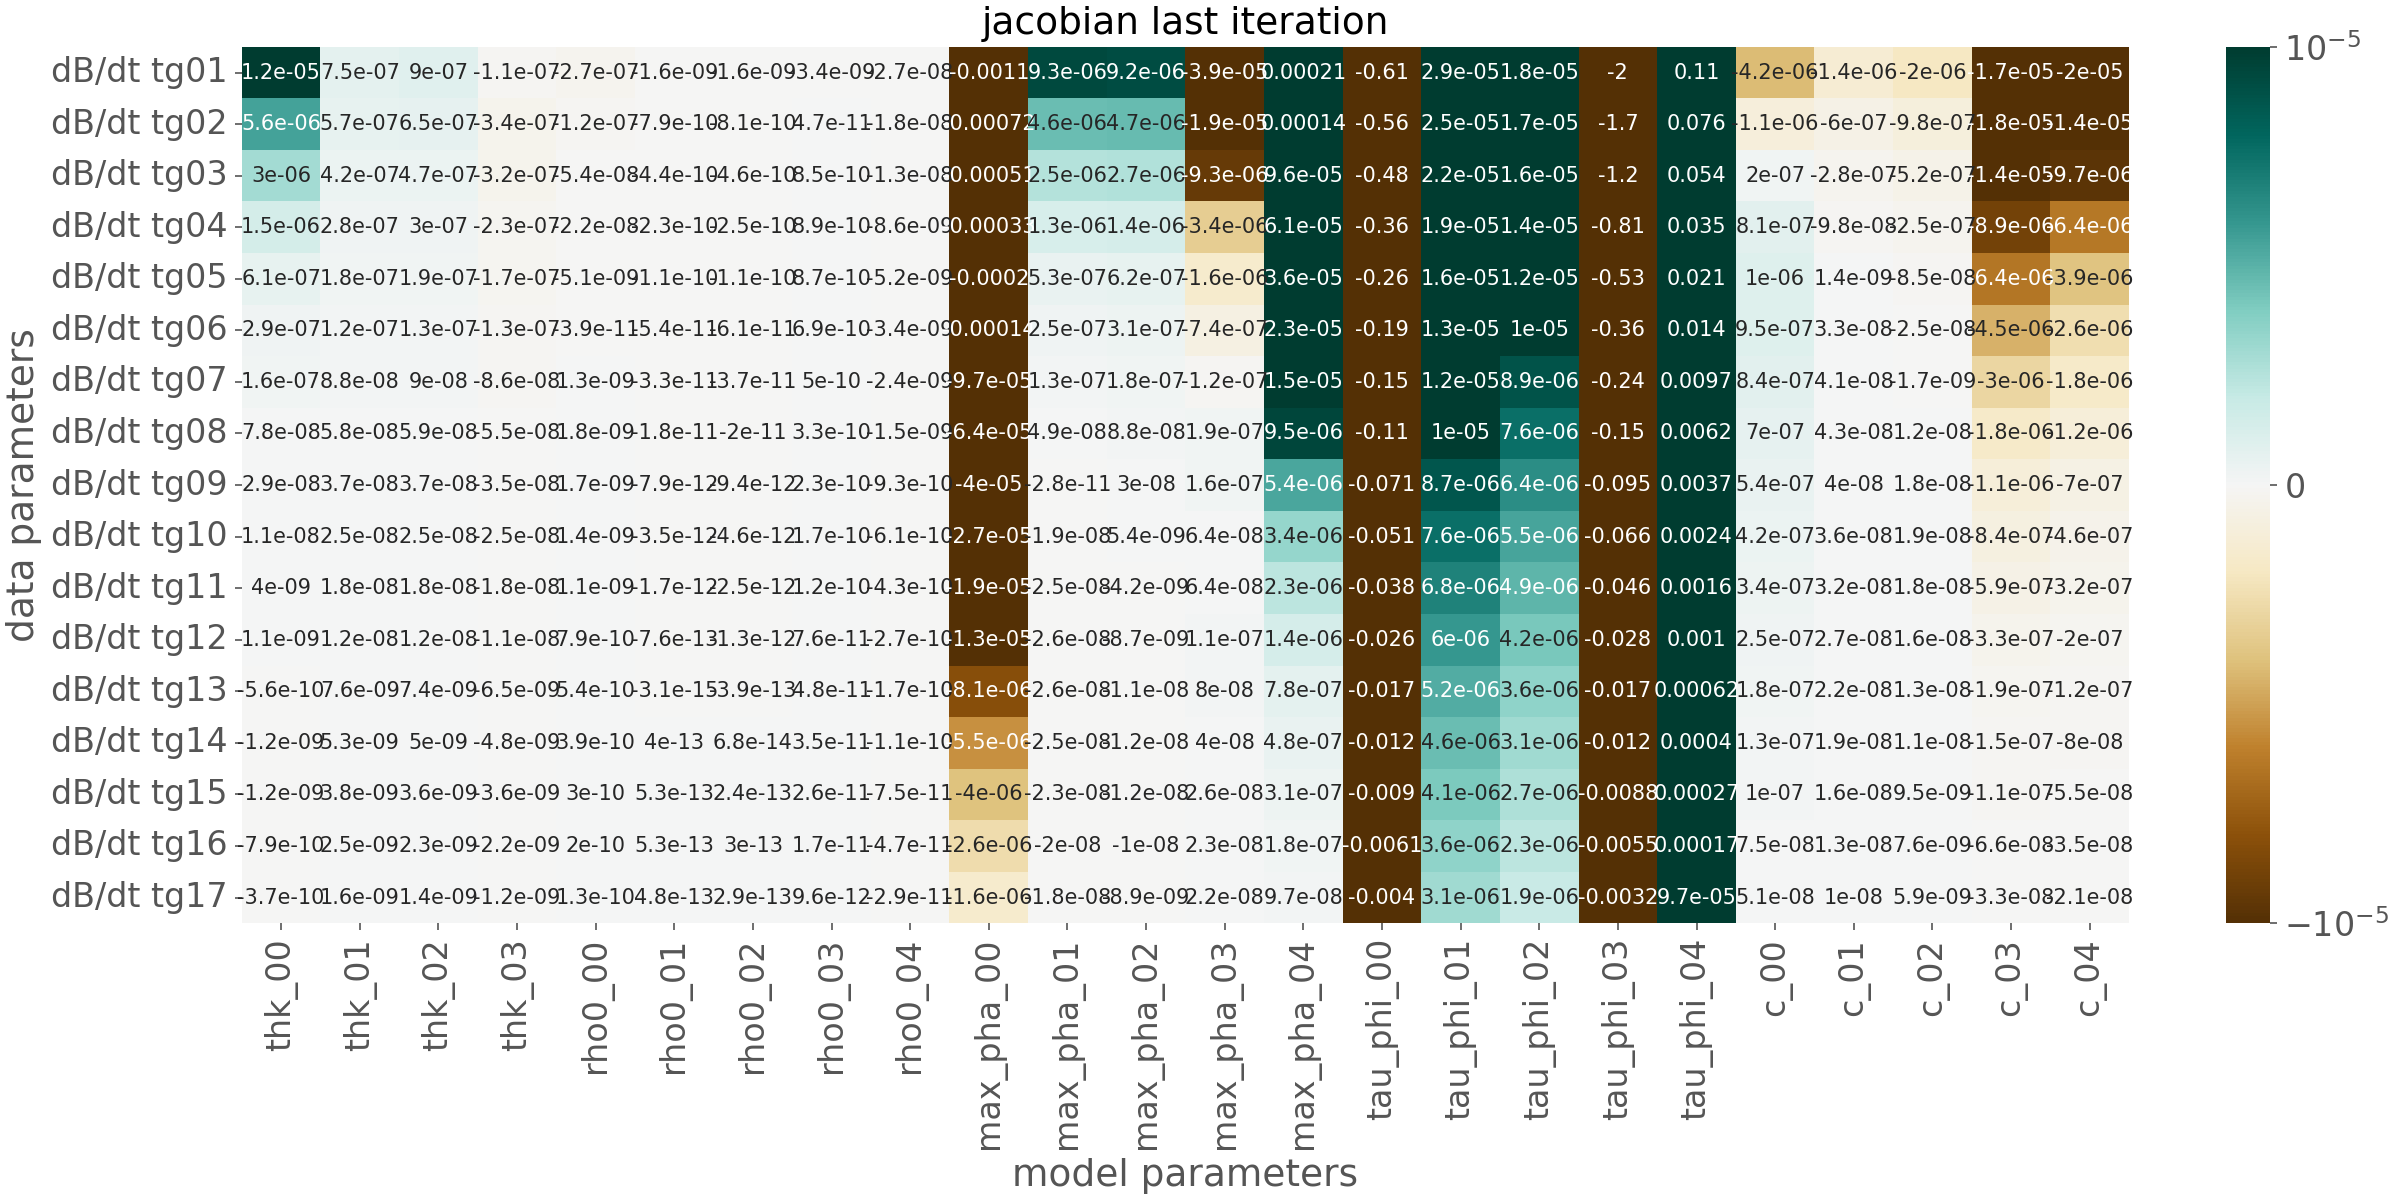 jacobian last iteration
dB/dt tg01 1.2e-05 7.5e-07 9e-07 -1.1e-07 -2.7e-07 -1.6e-09 -1.6e-09 -3.4e-09 -2.7e-08 -0.0011 9.3e-06 9.2e-06 -3.9e-05 0.00021 -0.61 2.9e-05 1.8e-05 -2 0.11 -4.2e-06 -1.4e-06 -2e-06 -1.7e-05 -2e-05
dB/dt tg02 5.6e-06 5.7e-07 6.5e-07 -3.4e-07 -1.2e-07 -7.9e-10 -8.1e-10 4.7e-11 -1.8e-08 -0.00072 4.6e-06 4.7e-06 -1.9e-05 0.00014 -0.56 2.5e-05 1.7e-05 -1.7 0.076 -1.1e-06 -6e-07 -9.8e-07 -1.8e-05 -1.4e-05
dB/dt tg03 3e-06 4.2e-07 4.7e-07 -3.2e-07 -5.4e-08 -4.4e-10 -4.6e-10 8.5e-10 -1.3e-08 -0.00051 2.5e-06 2.7e-06 -9.3e-06 9.6e-05 -0.48 2.2e-05 1.6e-05 -1.2 0.054 2e-07 -2.8e-07 -5.2e-07 -1.4e-05 -9.7e-06
dB/dt tg04 1.5e-06 2.8e-07 3e-07 -2.3e-07 -2.2e-08 -2.3e-10 -2.5e-10 8.9e-10 -8.6e-09 -0.00033 1.3e-06 1.4e-06 -3.4e-06 6.1e-05 -0.36 1.9e-05 1.4e-05 -0.81 0.035 8.1e-07 -9.8e-08 -2.5e-07 -8.9e-06 -6.4e-06
dB/dt tg05 6.1e-07 1.8e-07 1.9e-07 -1.7e-07 -5.1e-09 -1.1e-10 -1.1e-10 8.7e-10 -5.2e-09 -0.0002 5.3e-07 6.2e-07 -1.6e-06 3.6e-05 -0.26 1.6e-05 1.2e-05 -0.53 0.021 1e-06 1.4e-09 -8.5e-08 -6.4e-06 -3.9e-06
dB/dt tg06 2.9e-07 1.2e-07 1.3e-07 -1.3e-07 -3.9e-11 -5.4e-11 -6.1e-11 6.9e-10 -3.4e-09 -0.00014 2.5e-07 3.1e-07 -7.4e-07 2.3e-05 -0.19 1.3e-05 1e-05 -0.36 0.014 9.5e-07 3.3e-08 -2.5e-08 -4.5e-06 -2.6e-06
dB/dt tg07 1.6e-07 8.8e-08 9e-08 -8.6e-08 1.3e-09 -3.3e-11 -3.7e-11 5e-10 -2.4e-09 -9.7e-05 1.3e-07 1.8e-07 -1.2e-07 1.5e-05 -0.15 1.2e-05 8.9e-06 -0.24 0.0097 8.4e-07 4.1e-08 -1.7e-09 -3e-06 -1.8e-06
dB/dt tg08 7.8e-08 5.8e-08 5.9e-08 -5.5e-08 1.8e-09 -1.8e-11 -2e-11 3.3e-10 -1.5e-09 -6.4e-05 4.9e-08 8.8e-08 1.9e-07 9.5e-06 -0.11 1e-05 7.6e-06 -0.15 0.0062 7e-07 4.3e-08 1.2e-08 -1.8e-06 -1.2e-06
dB/dt tg09 2.9e-08 3.7e-08 3.7e-08 -3.5e-08 1.7e-09 -7.9e-12 -9.4e-12 2.3e-10 -9.3e-10 -4e-05 -2.8e-11 3e-08 1.6e-07 5.4e-06 -0.071 8.7e-06 6.4e-06 -0.095 0.0037 5.4e-07 4e-08 1.8e-08 -1.1e-06 -7e-07
dB/dt tg10 1.1e-08 2.5e-08 2.5e-08 -2.5e-08 1.4e-09 -3.5e-12 -4.6e-12 1.7e-10 -6.1e-10 -2.7e-05 -1.9e-08 5.4e-09 6.4e-08 3.4e-06 -0.051 7.6e-06 5.5e-06 -0.066 0.0024 4.2e-07 3.6e-08 1.9e-08 -8.4e-07 -4.6e-07
dB/dt tg11 4e-09 1.8e-08 1.8e-08 -1.8e-08 1.1e-09 -1.7e-12 -2.5e-12 1.2e-10 -4.3e-10 -1.9e-05 -2.5e-08 -4.2e-09 6.4e-08 2.3e-06 -0.038 6.8e-06 4.9e-06 -0.046 0.0016 3.4e-07 3.2e-08 1.8e-08 -5.9e-07 -3.2e-07
dB/dt tg12 1.1e-09 1.2e-08 1.2e-08 -1.1e-08 7.9e-10 -7.6e-13 -1.3e-12 7.6e-11 -2.7e-10 -1.3e-05 -2.6e-08 -8.7e-09 1.1e-07 1.4e-06 -0.026 6e-06 4.2e-06 -0.028 0.001 2.5e-07 2.7e-08 1.6e-08 -3.3e-07 -2e-07
dB/dt tg13 -5.6e-10 7.6e-09 7.4e-09 -6.5e-09 5.4e-10 -3.1e-15 -3.9e-13 4.8e-11 -1.7e-10 -8.1e-06 -2.6e-08 -1.1e-08 8e-08 7.8e-07 -0.017 5.2e-06 3.6e-06 -0.017 0.00062 1.8e-07 2.2e-08 1.3e-08 -1.9e-07 -1.2e-07
dB/dt tg14 -1.2e-09 5.3e-09 5e-09 -4.8e-09 3.9e-10 4e-13 6.8e-14 3.5e-11 -1.1e-10 -5.5e-06 -2.5e-08 -1.2e-08 4e-08 4.8e-07 -0.012 4.6e-06 3.1e-06 -0.012 0.0004 1.3e-07 1.9e-08 1.1e-08 -1.5e-07 -8e-08
dB/dt tg15 -1.2e-09 3.8e-09 3.6e-09 -3.6e-09 3e-10 5.3e-13 2.4e-13 2.6e-11 -7.5e-11 -4e-06 -2.3e-08 -1.2e-08 2.6e-08 3.1e-07 -0.009 4.1e-06 2.7e-06 -0.0088 0.00027 1e-07 1.6e-08 9.5e-09 -1.1e-07 -5.5e-08
dB/dt tg16 -7.9e-10 2.5e-09 2.3e-09 -2.2e-09 2e-10 5.3e-13 3e-13 1.7e-11 -4.7e-11 -2.6e-06 -2e-08 -1e-08 2.3e-08 1.8e-07 -0.0061 3.6e-06 2.3e-06 -0.0055 0.00017 7.5e-08 1.3e-08 7.6e-09 -6.6e-08 -3.5e-08
dB/dt tg17 -3.7e-10 1.6e-09 1.4e-09 -1.2e-09 1.3e-10 4.8e-13 2.9e-13 9.6e-12 -2.9e-11 -1.6e-06 -1.8e-08 -8.9e-09 2.2e-08 9.7e-08 -0.004 3.1e-06 1.9e-06 -0.0032 9.7e-05 5.1e-08 1e-08 5.9e-09 -3.3e-08 -2.1e-08
data parameters
thk_00 thk_01 thk_02 thk_03 rho0_00 rho0_01 rho0_02 rho0_03 rho0_04 max_pha_00 max_pha_01 max_pha_02 max_pha_03 max_pha_04 tau_phi_00 tau_phi_01 tau_phi_02 tau_phi_03 tau_phi_04 c_00 c_01 c_02 c_03 c_04
model parameters
10⁻⁵
0
−10⁻⁵